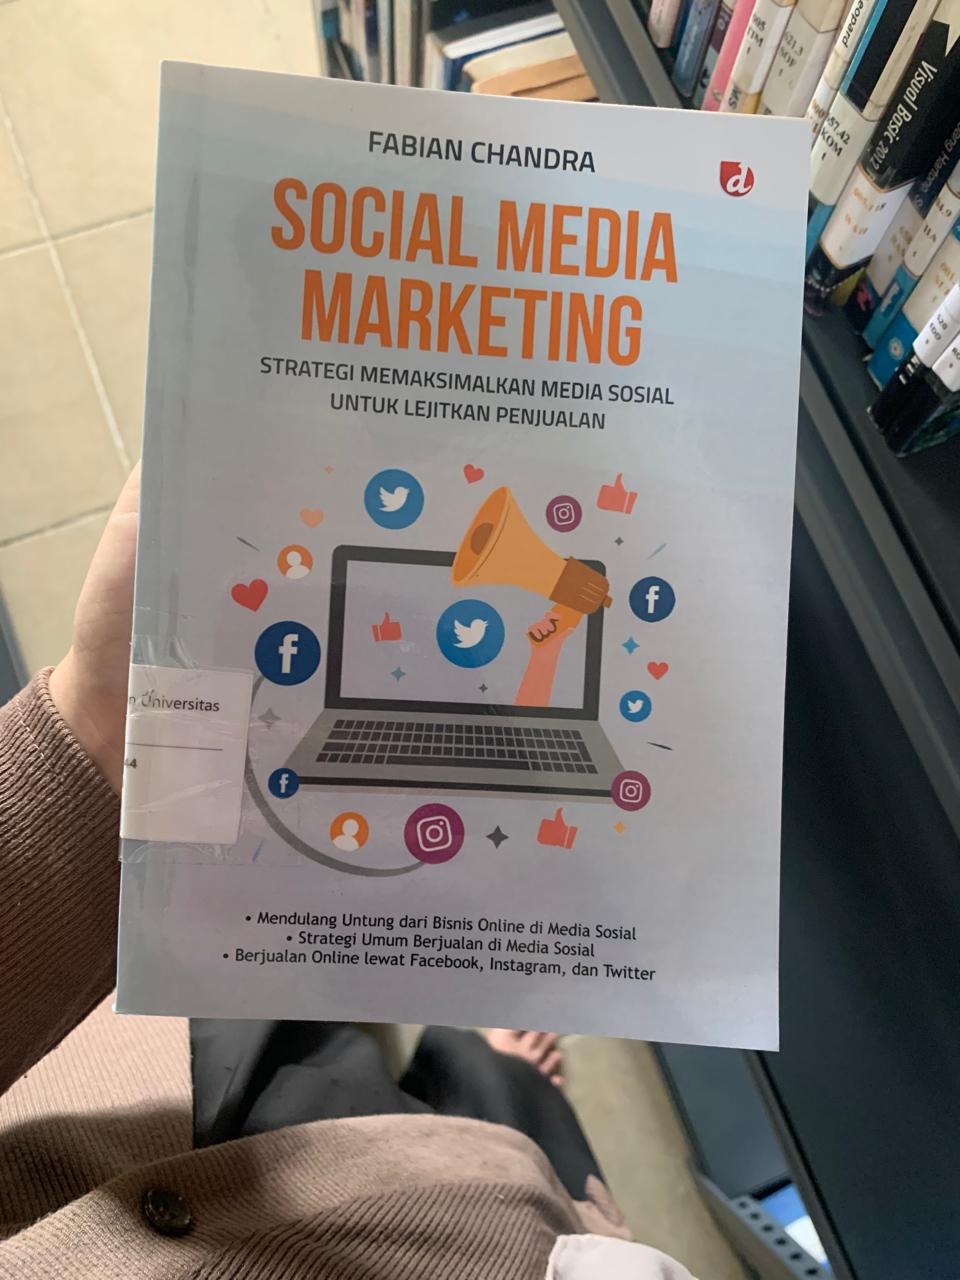 FABIAN CHANDRA
d
SOCIAL MEDIA
MARKETING
STRATEGI MEMAKSIMALKAN MEDIA SOSIAL
UNTUK LEJITKAN PENJUALAN
Universitas
• Mendulang Untung dari Bisnis Online di Media Sosial
• Strategi Umum Berjualan di Media Sosial
• Berjualan Online lewat Facebook, Instagram, dan Twitter
Visual Basic 2012
KOM